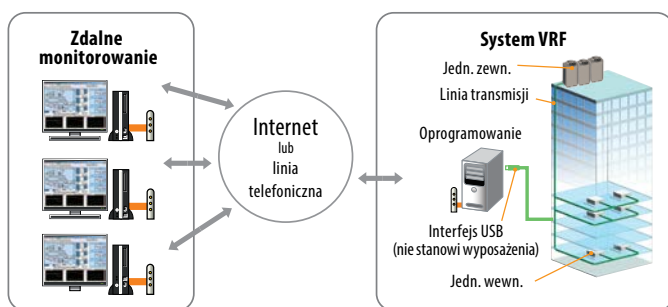 Zdalne
monitorowanie
Internet
lub
linia
telefoniczna
System VRF
Jedn. zewn.
Linia transmisji
Oprogramowanie
Interfejs USB
(nie stanowi wyposażenia)
Jedn. wewn.